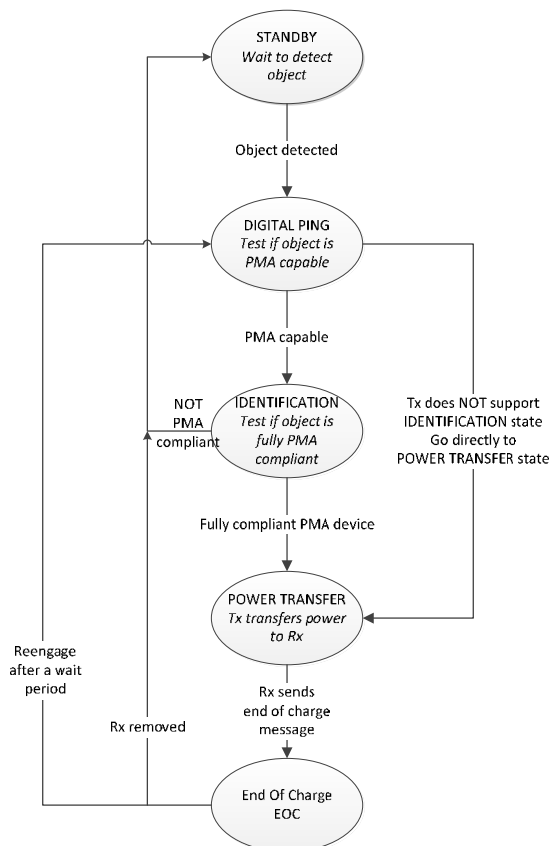 STANDBY
Wait to detect
object
Object detected
DIGITAL PING
Test if object is
PMA capable
PMA capable
NOT
PMA
compliant
IDENTIFICATION
Test if object is
fully PMA
compliant
Tx does NOT support
IDENTIFICATION state
Go directly to
POWER TRANSFER state
Fully compliant PMA device
POWER TRANSFER
Tx transfers power
to Rx
Reengage
after a wait
period
Rx sends
end of charge
message
Rx removed
End Of Charge
EOC